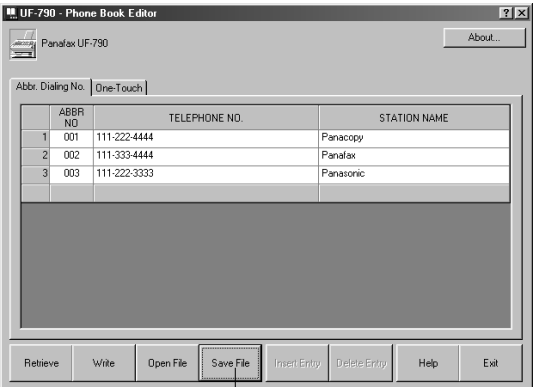 UF-790 - Phone Book Editor
Panafax UF-790
About...
Abbr. Dialing No. One-Touch
ABBR NO TELEPHONE NO. STATION NAME
1 001 111-222-4444 Panacopy
2 002 111-333-4444 Panafax
3 003 111-222-3333 Panasonic
Retrieve Write Open File Save File Insert Entry Delete Entry Help Exit